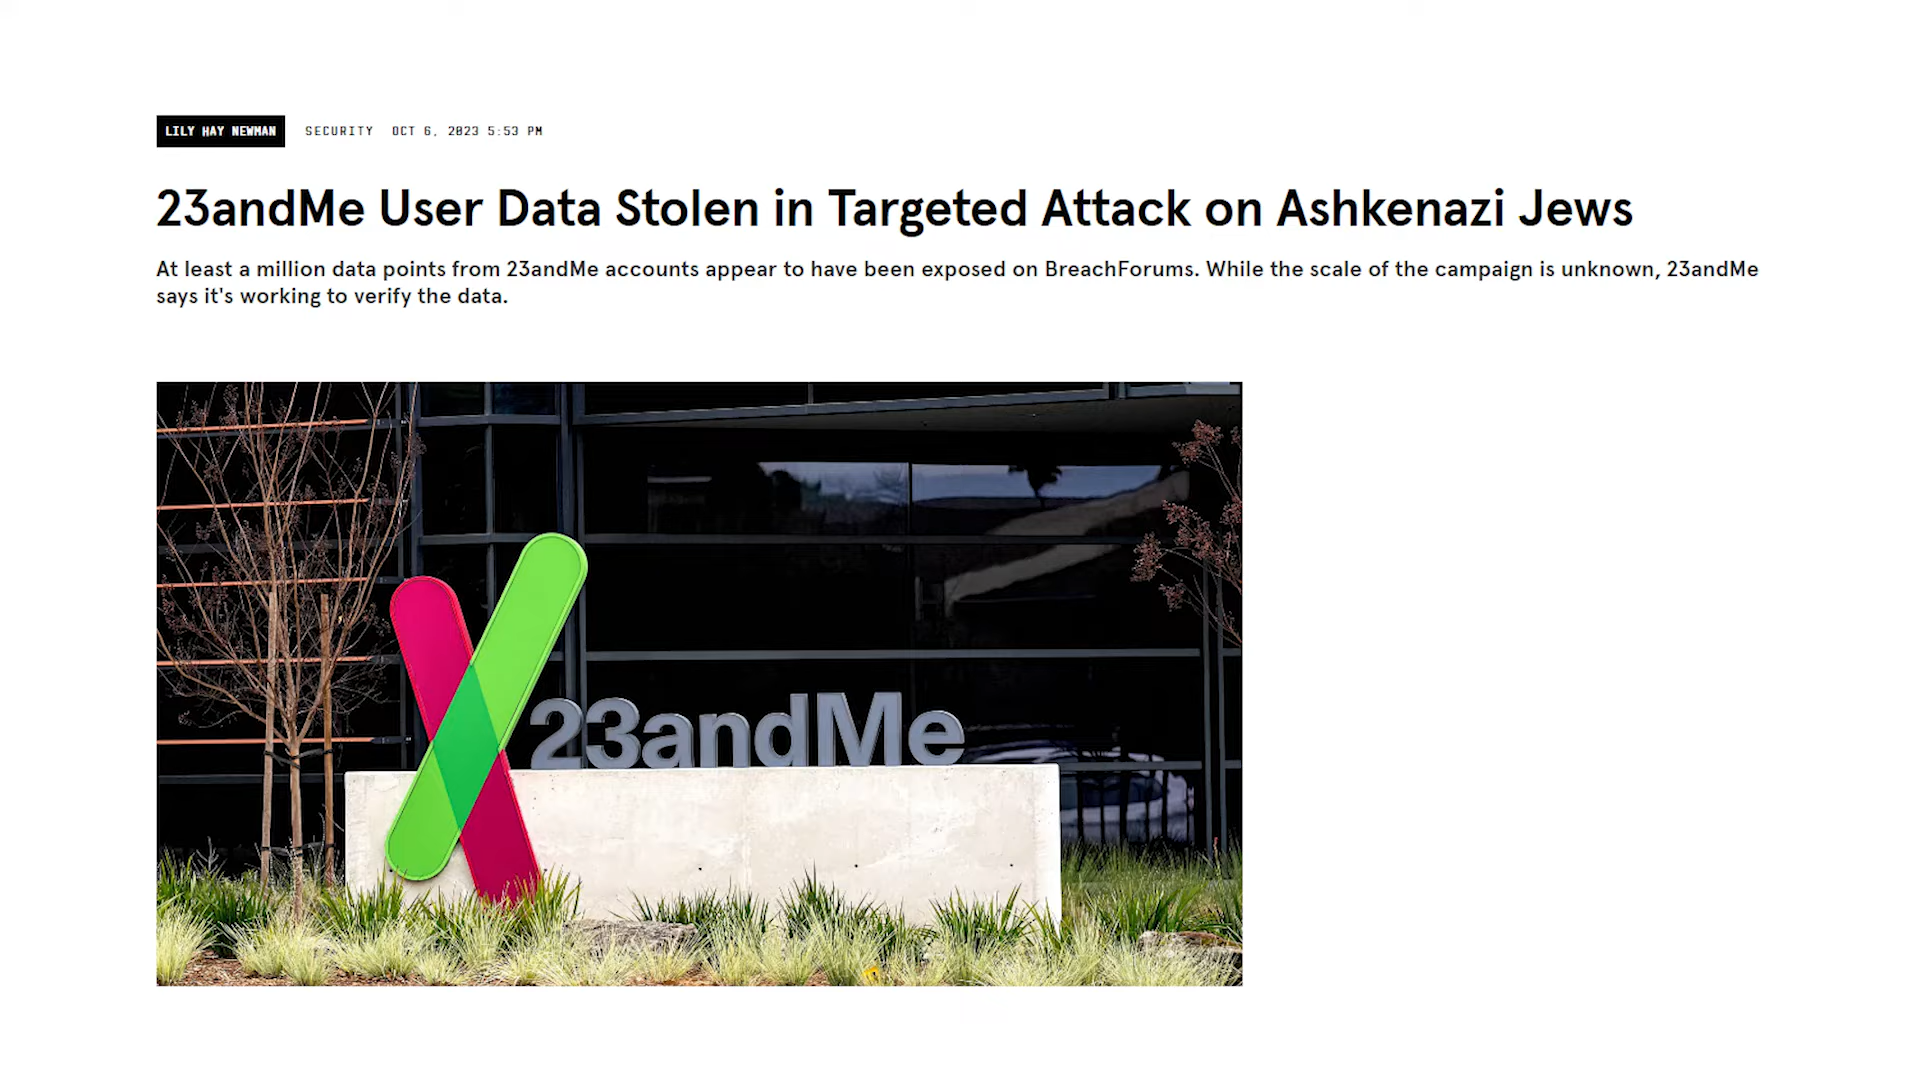 LILY HAY NEWMAN SECURITY OCT 6, 2023 5:53 PM
23andMe User Data Stolen in Targeted Attack on Ashkenazi Jews
At least a million data points from 23andMe accounts appear to have been exposed on BreachForums. While the scale of the campaign is unknown, 23andMe
says it's working to verify the data.
23andMe